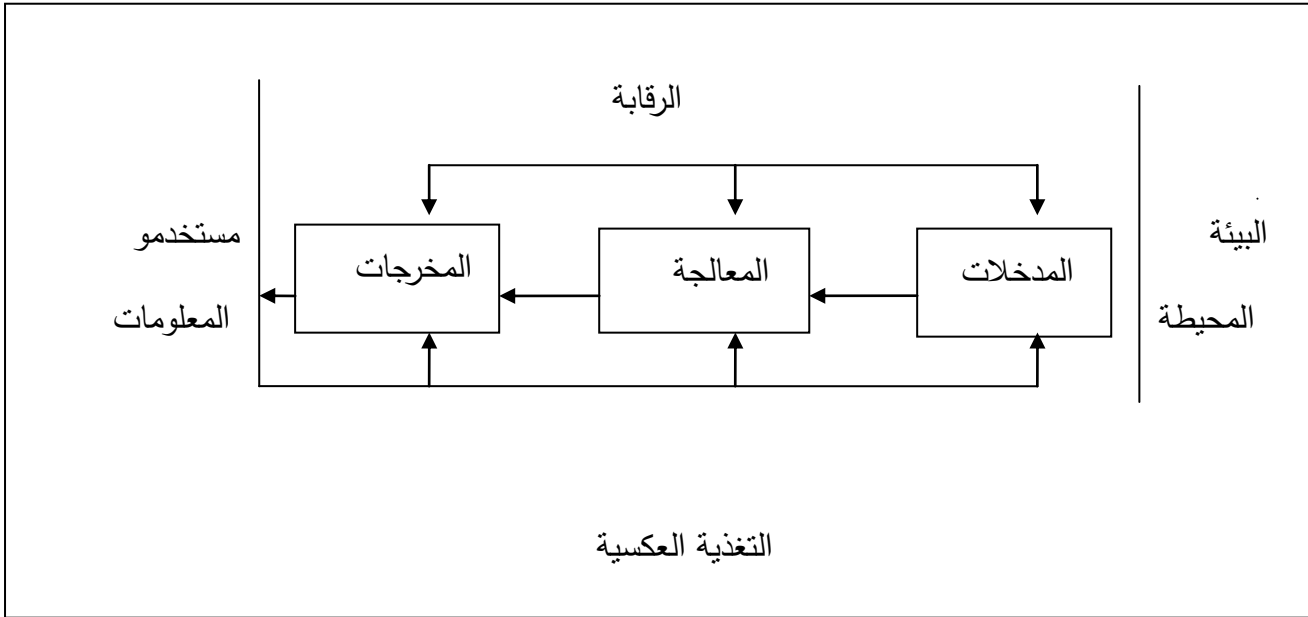 الرقابة
البيئة
المحيطة
المدخلات
المعالجة
المخرجات
مستخدمو
المعلومات
التغذية العكسية